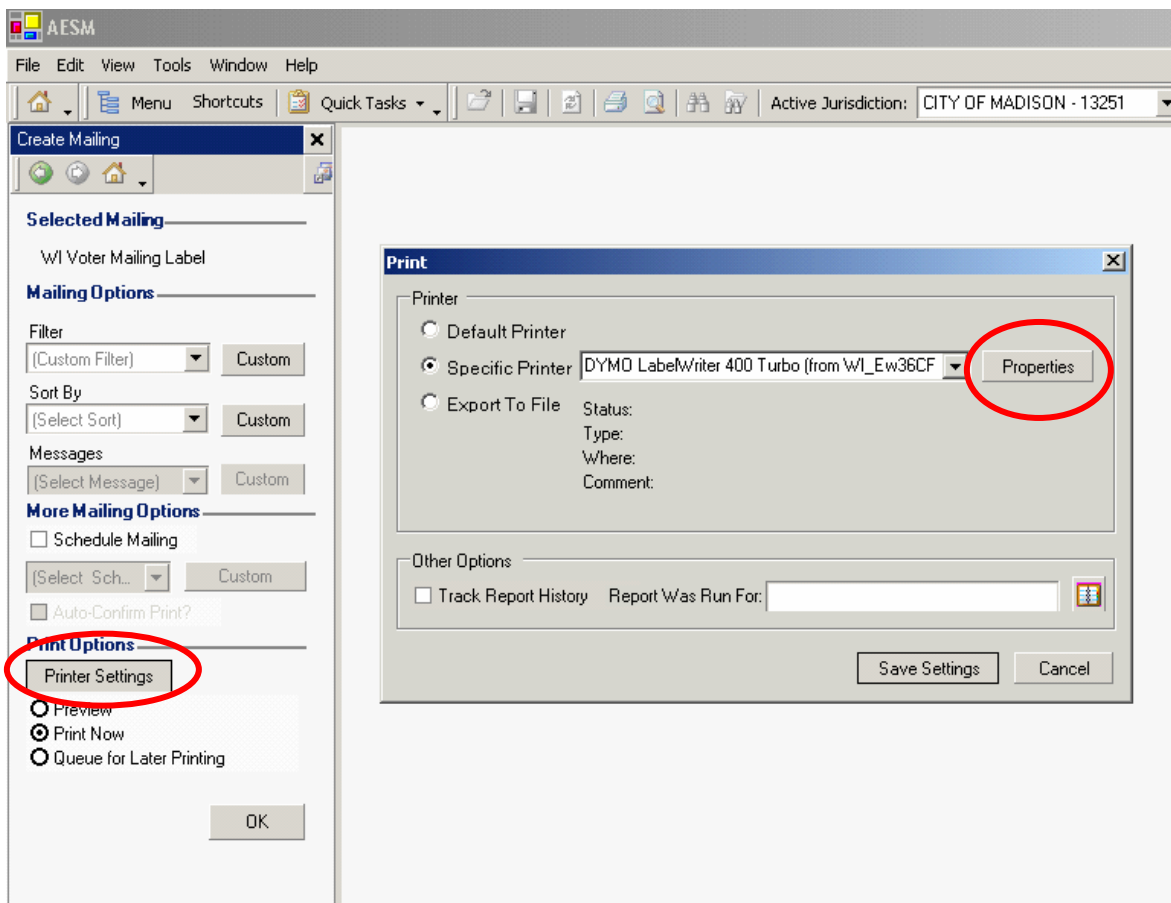 AESM
File Edit View Tools Window Help
Menu Shortcuts Quick Tasks Active Jurisdiction: CITY OF MADISON - 13251
Create Mailing
Selected Mailing
WI Voter Mailing Label
Mailing Options
Filter
(Custom Filter) Custom
Sort By
(Select Sort) Custom
Messages
(Select Message) Custom
More Mailing Options
Schedule Mailing
(Select Sch... Custom
Auto-Confirm Print?
Print Options
Printer Settings
Preview
Print Now
Queue for Later Printing
OK
Print
Printer
Default Printer
Specific Printer DYMO LabelWriter 400 Turbo (from WI_Ew36CF Properties
Export To File
Status:
Type:
Where:
Comment:
Other Options
Track Report History Report Was Run For:
Save Settings Cancel